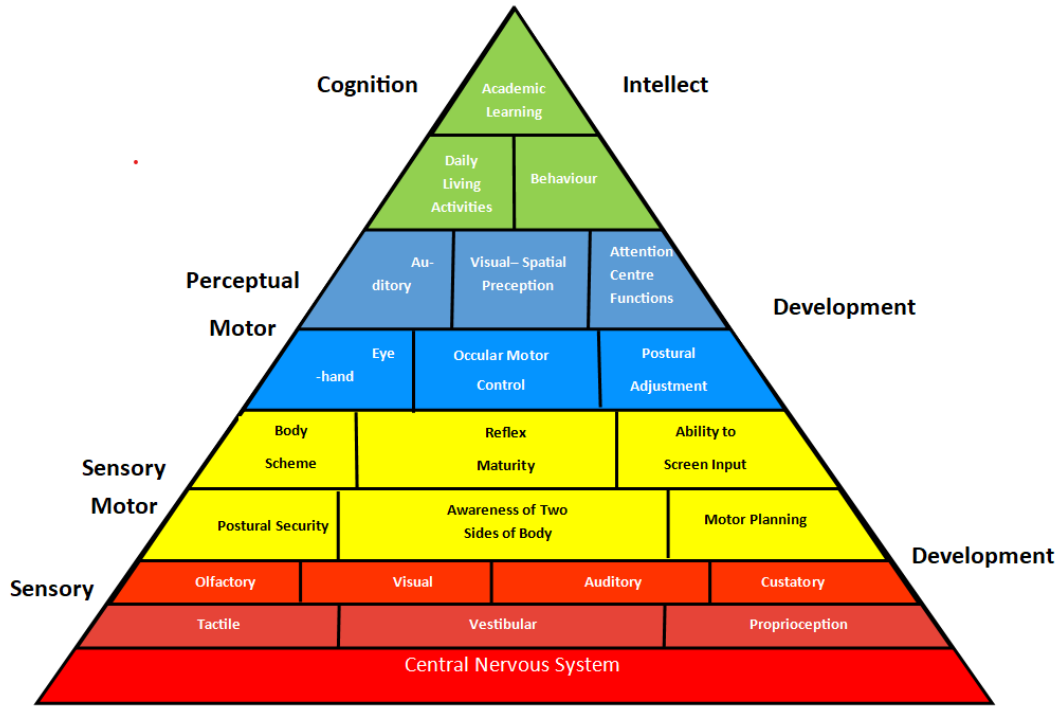 Cognition
Intellect
Academic
Learning
Daily
Living
Activities
Behaviour
Perceptual
Motor
Au-
ditory
Visual– Spatial
Preception
Attention
Centre
Functions
Development
Eye
-hand
Occular Motor
Control
Postural
Adjustment
Sensory
Motor
Body
Scheme
Reflex
Maturity
Ability to
Screen Input
Postural Security
Awareness of Two
Sides of Body
Motor Planning
Development
Sensory
Olfactory
Visual
Auditory
Custatory
Tactile
Vestibular
Proprioception
Central Nervous System